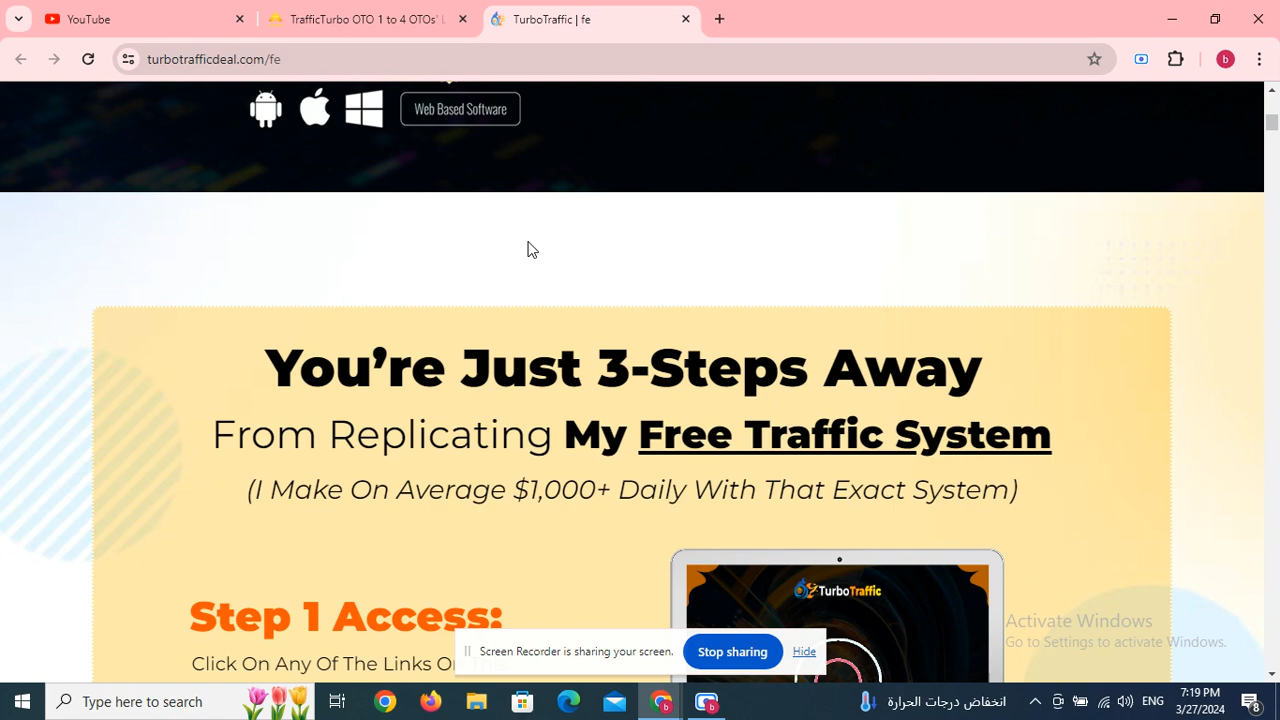 YouTube
TrafficTurbo OTO 1 to 4 OTOs' L
TurboTraffic | fe
turbotrafficdeal.com/fe
b
Web Based Software
You're Just 3-Steps Away
From Replicating My Free Traffic System
(I Make On Average $1,000+ Daily With That Exact System)
Step 1 Access:
Click On Any Of The Links On This
TurboTraffic
Screen Recorder is sharing your screen.
Stop sharing
Hide
Activate Windows
Go to Settings to activate Windows.
Type here to search
انخفاض درجات الحرارة
ENG
7:19 PM
3/27/2024
8